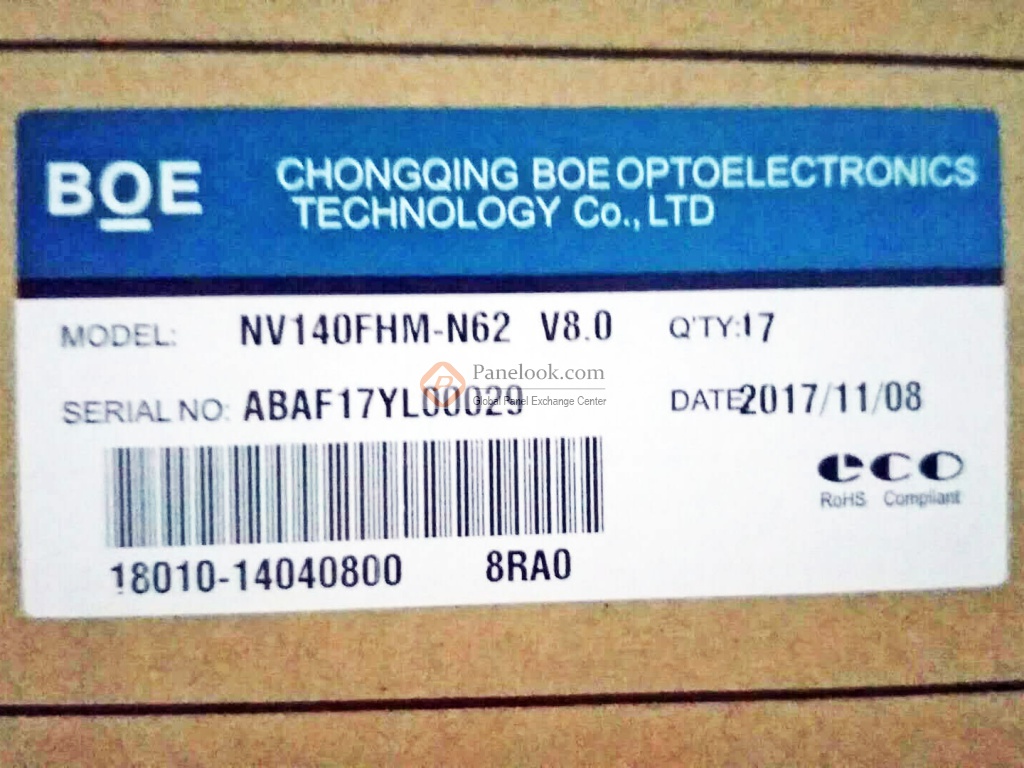 BOE
CHONGQING BOE OPTOELECTRONICS
TECHNOLOGY Co., LTD
MODEL: NV140FHM-N62 V8.0 Q'TY: 17
Panelook.com
Global Panel Exchange Center
SERIAL NO: ABAF17YL00029 DATE 2017/11/08
eco
RoHS Compliant
18010-14040800 8RA0